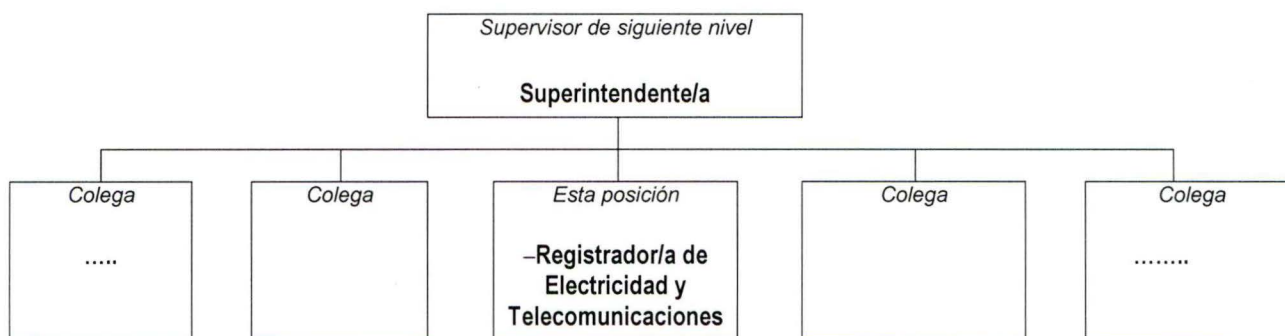 Supervisor de siguiente nivel
Superintendente/a
Colega
Colega
Esta posición
Colega
Colega
.....
–Registrador/a de
Electricidad y
Telecomunicaciones
........